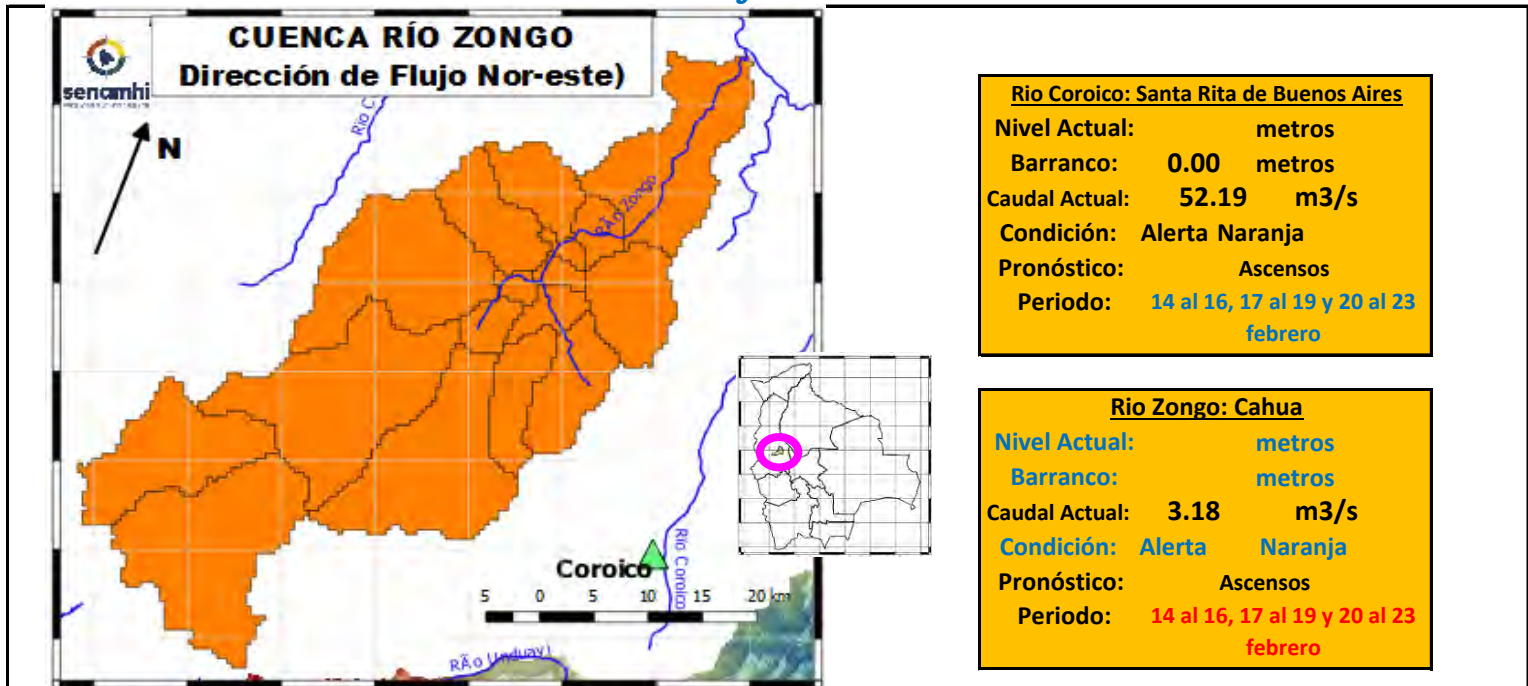 CUENCA RÍO ZONGO
Dirección de Flujo Nor-este)
senamhi
N
Río C
RÃo Zongo
Coroico
Río Coroico
5 0 5 10 15 20 km
RÃo Unduavi
Rio Coroico: Santa Rita de Buenos Aires
Nivel Actual: metros
Barranco: 0.00 metros
Caudal Actual: 52.19 m3/s
Condición: Alerta Naranja
Pronóstico: Ascensos
Periodo: 14 al 16, 17 al 19 y 20 al 23
febrero
Rio Zongo: Cahua
Nivel Actual: metros
Barranco: metros
Caudal Actual: 3.18 m3/s
Condición: Alerta Naranja
Pronóstico: Ascensos
Periodo: 14 al 16, 17 al 19 y 20 al 23
febrero